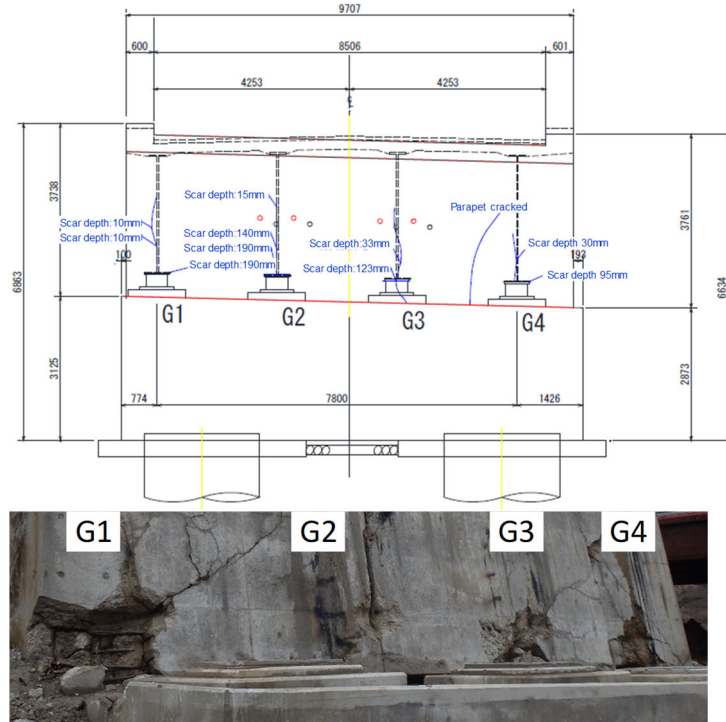 9707
600
8506
601
4253
4253
℄
Scar depth:15mm
Parapet cracked
Scar depth:10mm
Scar depth:10mm
Scar depth:140mm
Scar depth:190mm
Scar depth:33mm
Scar depth 30mm
100
Scar depth:190mm
Scar depth:123mm
193
Scar depth 95mm
3738
3761
6863
6634
G1
G2
G3
G4
3125
2873
774
7800
1426
G1
G2
G3
G4